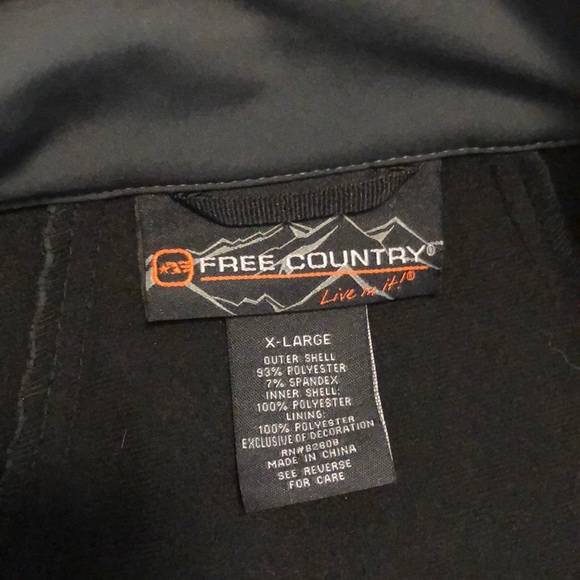 FREE COUNTRY®
Live in it!®
X-LARGE
OUTER SHELL
93% POLYESTER
7% SPANDEX
INNER SHELL:
100% POLYESTER
LINING:
100% POLYESTER
EXCLUSIVE OF DECORATION
RN#82608
MADE IN CHINA
SEE REVERSE
FOR CARE